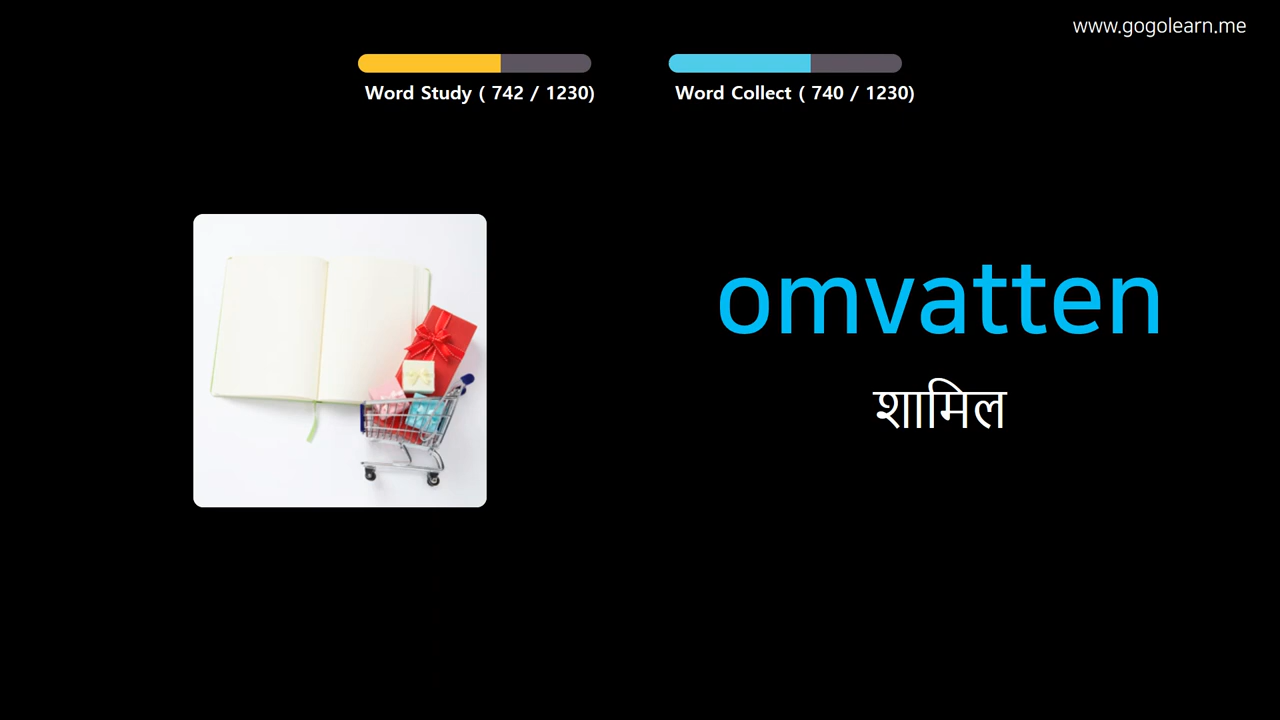 www.gogolearn.me
Word Study ( 742 / 1230)
Word Collect ( 740 / 1230)
omvatten
शामिल